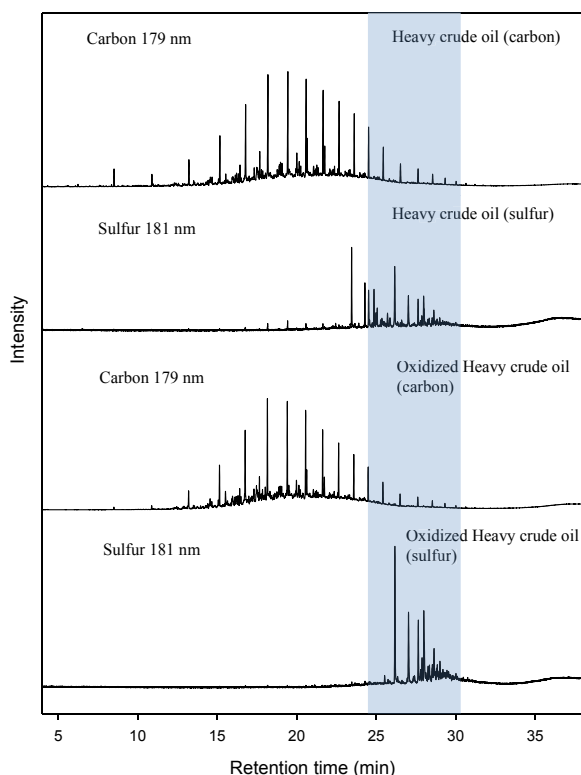 Carbon 179 nm
Heavy crude oil (carbon)
Sulfur 181 nm
Heavy crude oil (sulfur)
Carbon 179 nm
Oxidized Heavy crude oil
(carbon)
Sulfur 181 nm
Oxidized Heavy crude oil
(sulfur)
Intensity
5 10 15 20 25 30 35
Retention time (min)